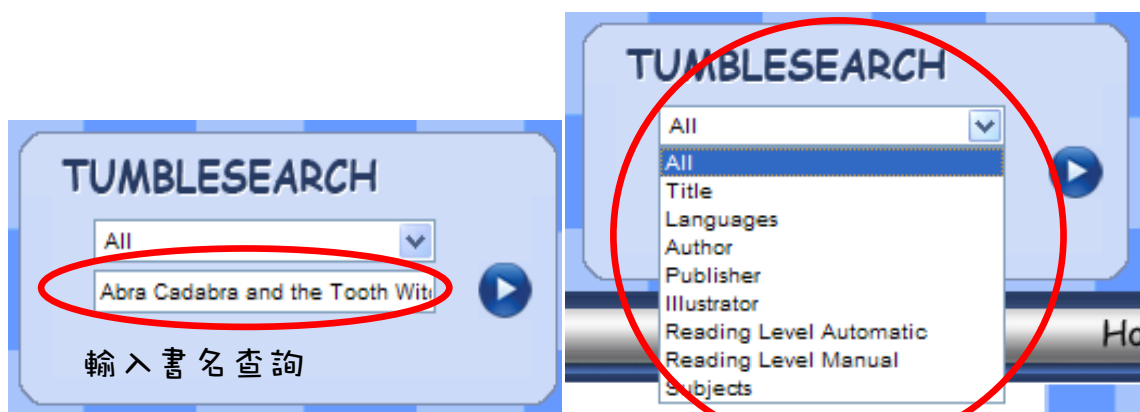 TUMBLESEARCH
All
Abra Cadabra and the Tooth
輸入書名查詢
TUMBLESEARCH
All
All
Title
Languages
Author
Publisher
Illustrator
Reading Level Automatic
Reading Level Manual
Subjects